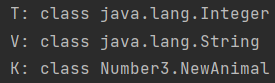 T: class java.lang.Integer
V: class java.lang.String
K: class Number3.NewAnimal